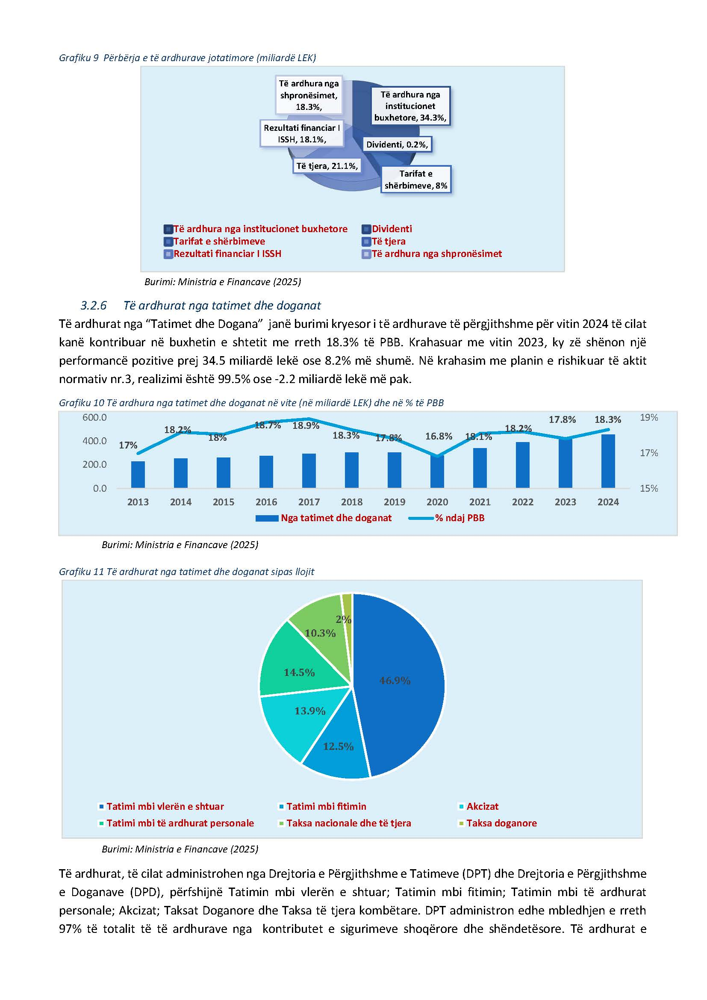 Grafiku 9 Përbërja e të ardhurave jotatimore (miliardë LEK)
Të ardhura nga
shpronësimet,
18.3%,
Të ardhura nga
institucionet
buxhetore, 34.3%,
Rezultati financiar I
ISSH, 18.1%,
Dividenti, 0.2%,
Të tjera, 21.1%,
Tarifat e
shërbimeve, 8%
Të ardhura nga institucionet buxhetore
Dividenti
Tarifat e shërbimeve
Të tjera
Rezultati financiar I ISSH
Të ardhura nga shpronësimet
Burimi: Ministria e Financave (2025)
3.2.6 Të ardhurat nga tatimet dhe doganat
Të ardhurat nga “Tatimet dhe Dogana” janë burimi kryesor i të ardhurave të përgjithshme për vitin 2024 të cilat
kanë kontribuar në buxhetin e shtetit me rreth 18.3% të PBB. Krahasuar me vitin 2023, ky zë shënon një
performancë pozitive prej 34.5 miliardë lekë ose 8.2% më shumë. Në krahasim me planin e rishikuar të aktit
normativ nr.3, realizimi është 99.5% ose -2.2 miliardë lekë më pak.
Grafiku 10 Të ardhura nga tatimet dhe doganat në vite (në miliardë LEK) dhe në % të PBB
600.0
400.0
200.0
0.0
17%
18.2%
18%
18.7%
18.9%
18.3%
17.8%
16.8%
18.1%
18.2%
17.8%
18.3%
19%
17%
15%
2013 2014 2015 2016 2017 2018 2019 2020 2021 2022 2023 2024
Nga tatimet dhe doganat
% ndaj PBB
Burimi: Ministria e Financave (2025)
Grafiku 11 Të ardhurat nga tatimet dhe doganat sipas llojit
2%
10.3%
14.5%
46.9%
13.9%
12.5%
Tatimi mbi vlerën e shtuar
Tatimi mbi fitimin
Akcizat
Tatimi mbi të ardhurat personale
Taksa nacionale dhe të tjera
Taksa doganore
Burimi: Ministria e Financave (2025)
Të ardhurat, të cilat administrohen nga Drejtoria e Përgjithshme e Tatimeve (DPT) dhe Drejtoria e Përgjithshme
e Doganave (DPD), përfshijnë Tatimin mbi vlerën e shtuar; Tatimin mbi fitimin; Tatimin mbi të ardhurat
personale; Akcizat; Taksat Doganore dhe Taksa të tjera kombëtare. DPT administron edhe mbledhjen e rreth
97% të totalit të të ardhurave nga kontributet e sigurimeve shoqërore dhe shëndetësore. Të ardhurat e